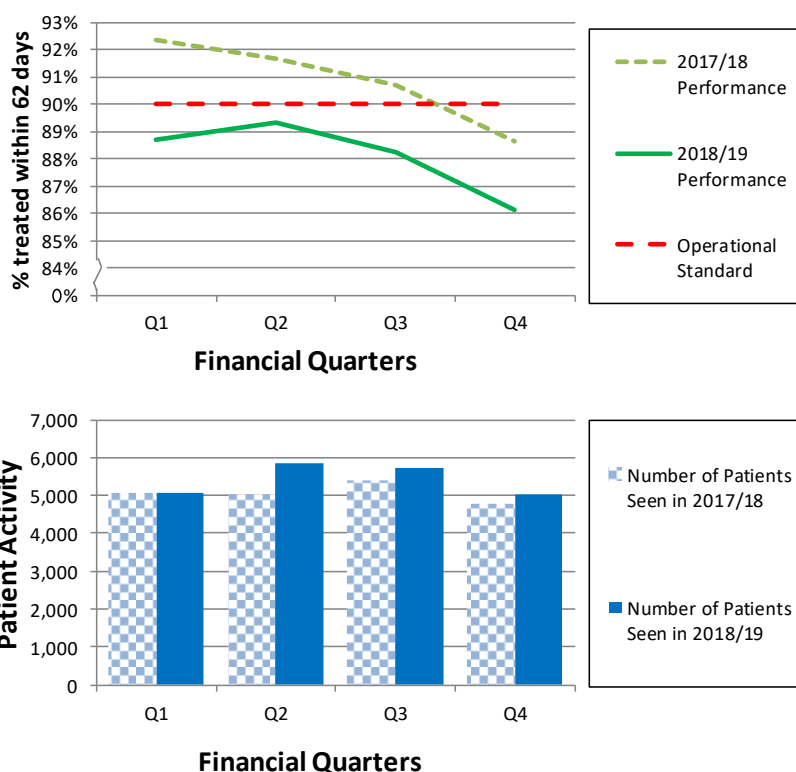 93%
92%
91%
90%
89%
88%
87%
86%
85%
84%
0%
% treated within 62 days
Q1 Q2 Q3 Q4
Financial Quarters
2017/18
Performance
2018/19
Performance
Operational
Standard
7,000
6,000
5,000
4,000
3,000
2,000
1,000
0
Patient Activity
Q1 Q2 Q3 Q4
Financial Quarters
Number of Patients
Seen in 2017/18
Number of Patients
Seen in 2018/19